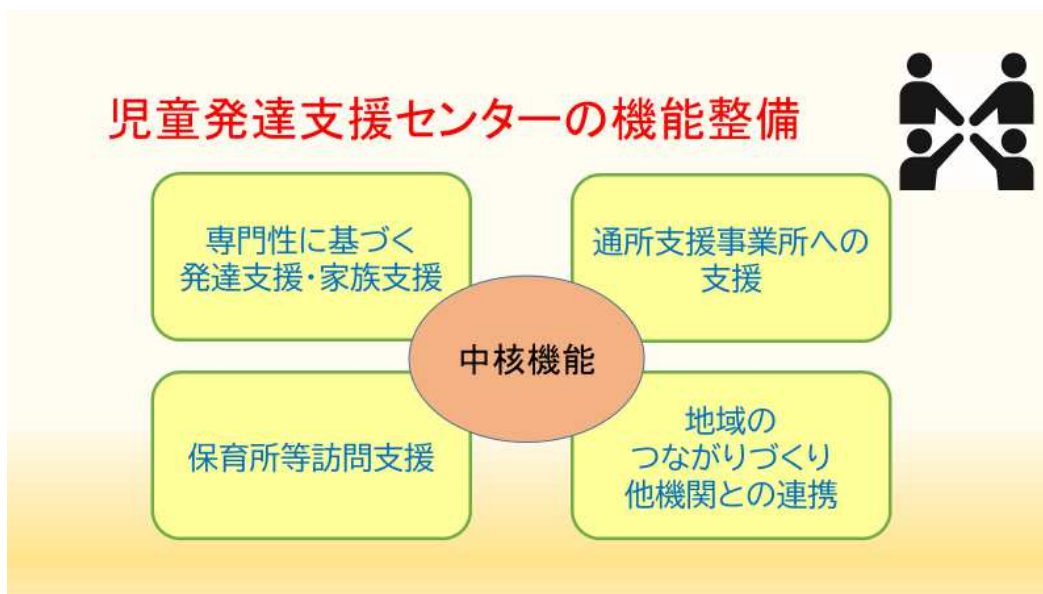 児童発達支援センターの機能整備
専門性に基づく
発達支援・家族支援
通所支援事業所への
支援
中核機能
保育所等訪問支援
地域の
つながりづくり
他機関との連携